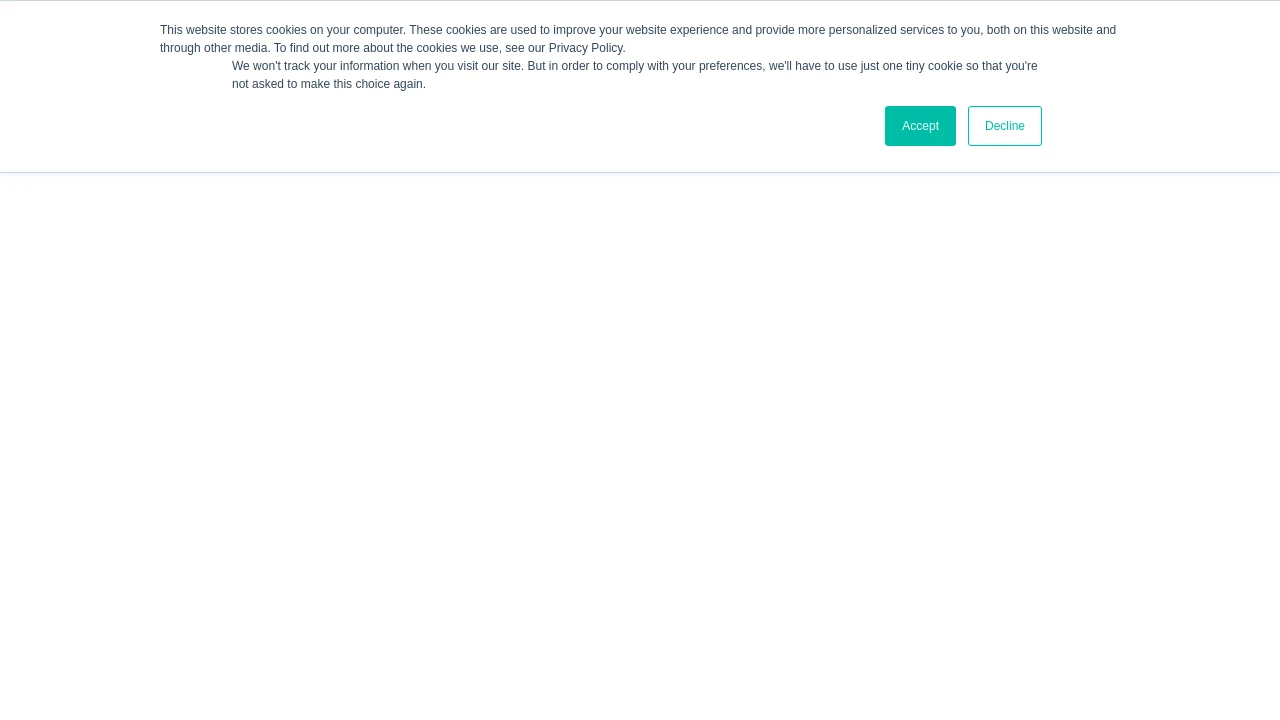 This website stores cookies on your computer. These cookies are used to improve your website experience and provide more personalized services to you, both on this website and
through other media. To find out more about the cookies we use, see our Privacy Policy.
We won't track your information when you visit our site. But in order to comply with your preferences, we'll have to use just one tiny cookie so that you're
not asked to make this choice again.
Accept
Decline